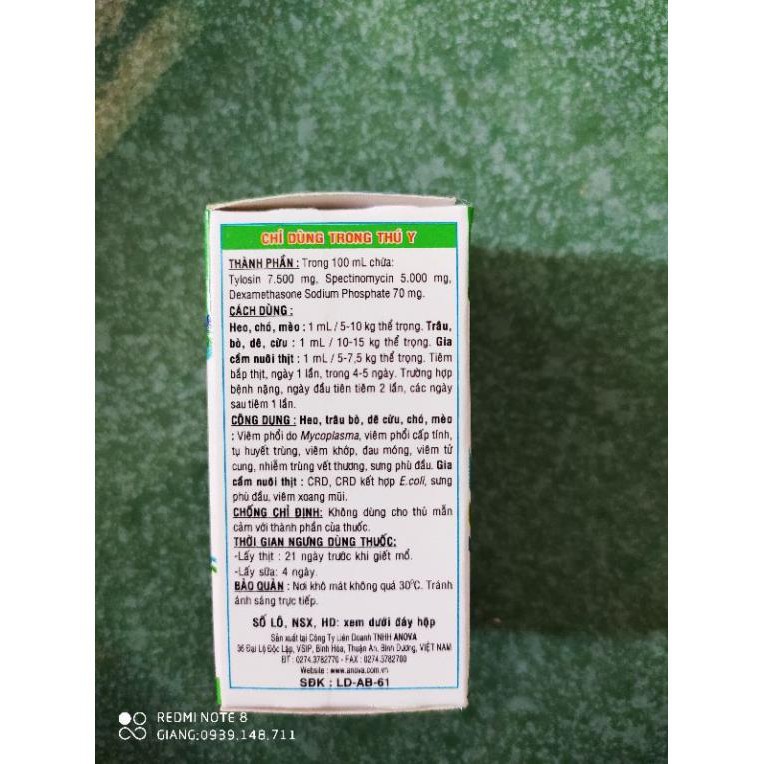 CHỈ DÙNG TRONG THÚ Y
THÀNH PHẦN : Trong 100 mL chứa:
Tylosin 7.500 mg, Spectinomycin 5.000 mg,
Dexamethasone Sodium Phosphate 70 mg.
CÁCH DÙNG :
Heo, chó, mèo : 1 mL / 5-10 kg thể trọng. Trâu,
bò, dê, cừu : 1 mL / 10-15 kg thể trọng. Gia
cầm nuôi thịt : 1 mL / 5-7,5 kg thể trọng. Tiêm
bắp thịt, ngày 1 lần, trong 4-5 ngày. Trường hợp
bệnh nặng, ngày đầu tiên tiêm 2 lần, các ngày
sau tiêm 1 lần.
CÔNG DỤNG : Heo, trâu bò, dê cừu, chó, mèo
: Viêm phổi do Mycoplasma, viêm phổi cấp tính,
tụ huyết trùng, viêm khớp, đau móng, viêm tử
cung, nhiễm trùng vết thương, sưng phù đầu. Gia
cầm nuôi thịt : CRD, CRD kết hợp E.coli, sưng
phù đầu, viêm xoang mũi.
CHỐNG CHỈ ĐỊNH: Không dùng cho thú mẫn
cảm với thành phần của thuốc.
THỜI GIAN NGƯNG DÙNG THUỐC:
-Lấy thịt : 21 ngày trước khi giết mổ.
-Lấy sữa: 4 ngày.
BẢO QUẢN : Nơi khô mát không quá 30°C. Tránh
ánh sáng trực tiếp.
SỐ LÔ, NSX, HD: xem dưới đáy hộp
Sản xuất tại Công Ty Liên Doanh TNHH ANOVA
36 Đại Lộ Độc Lập, VSIP, Bình Hòa, Thuận An, Bình Dương, VIỆT NAM
ĐT : 0274.3782770 - FAX : 0274.3782700
Website : www.anova.com.vn
SĐK : LD-AB-61
REDMI NOTE 8
GIANG:0939.148.711